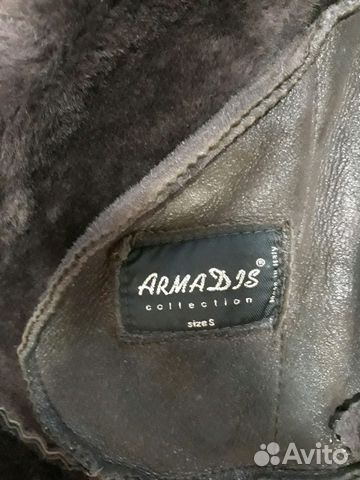 ARMADIS®
collection
size S
Made in Italy
Avito